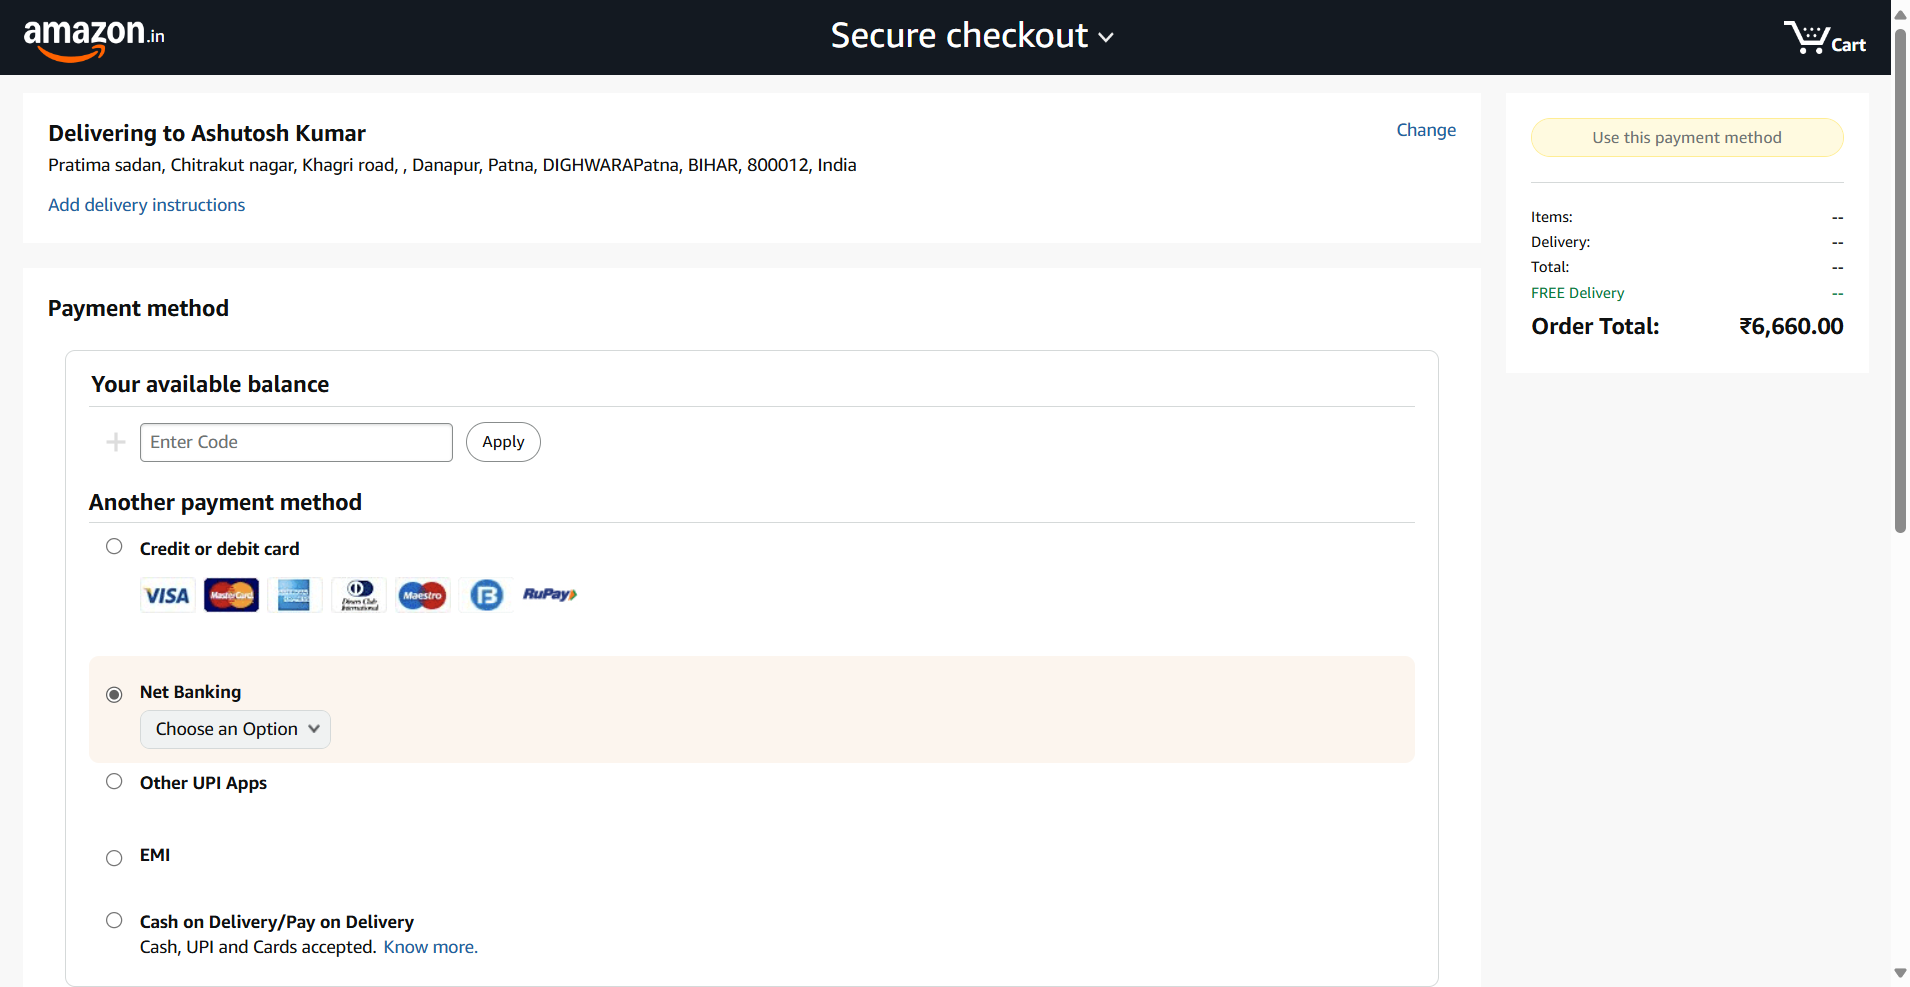 amazon.in
Secure checkout
Cart
Delivering to Ashutosh Kumar
Change
Pratima sadan, Chitrakut nagar, Khagri road, , Danapur, Patna, DIGHWARAPatna, BIHAR, 800012, India
Add delivery instructions
Use this payment method
Items: --
Delivery: --
Total: --
FREE Delivery --
Order Total: ₹6,660.00
Payment method
Your available balance
Enter Code
Apply
Another payment method
Credit or debit card
VISA MasterCard Diners Club International Maestro B RuPay
Net Banking
Choose an Option
Other UPI Apps
EMI
Cash on Delivery/Pay on Delivery
Cash, UPI and Cards accepted. Know more.